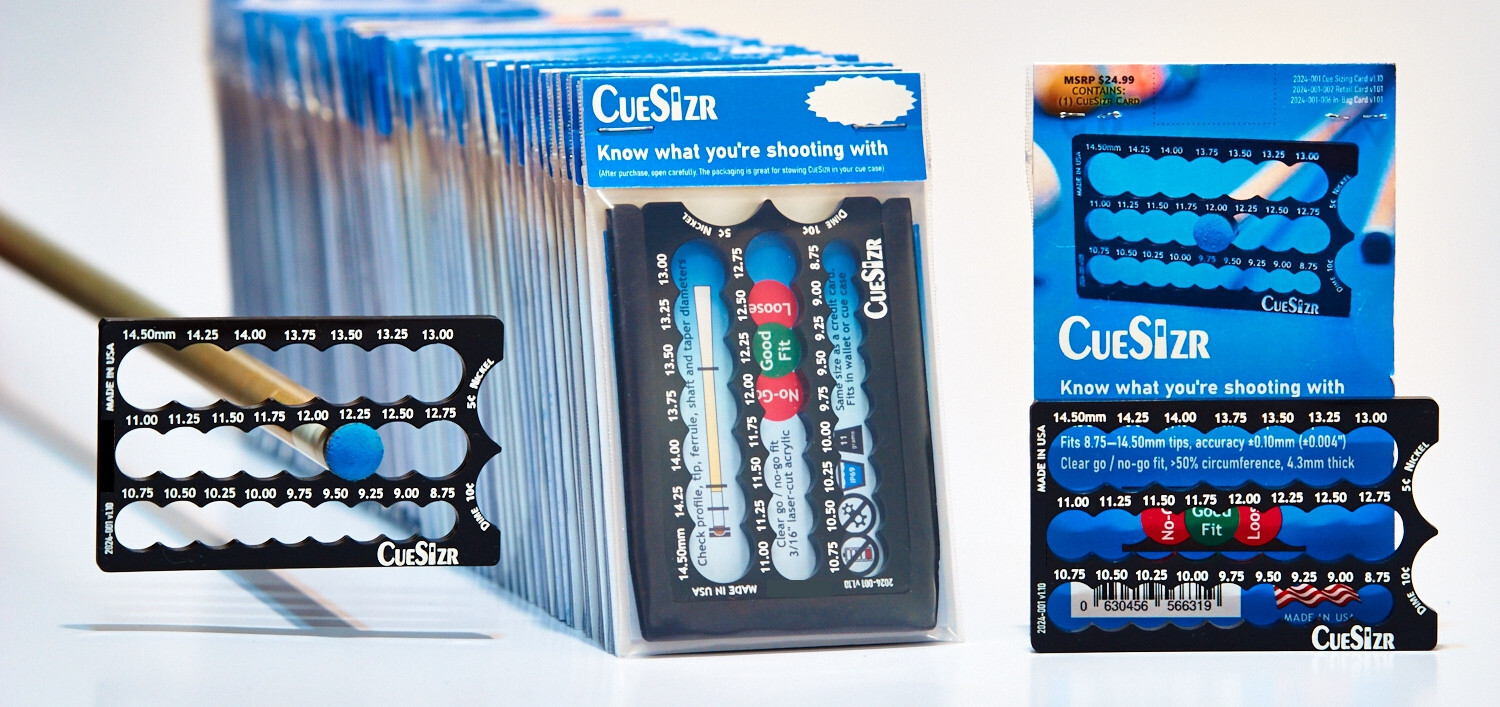 14.50mm 14.25 14.00 13.75 13.50 13.25 13.00
11.00 11.25 11.50 11.75 12.00 12.25 12.50 12.75
10.75 10.50 10.25 10.00 9.75 9.50 9.25 9.00 8.75
MADE IN USA
2024-001 v1.10
5¢ NICKEL
DIME 10¢
CUESIZR
CUESIZR
Know what you're shooting with
(After purchase, open carefully. The packaging is great for stowing CUESIZR in your cue case)
NICKEL 5¢
DIME 10¢
14.50mm 14.25 14.00 13.75 13.50 13.25 13.00
Check profile, tip, ferrule, shaft and taper diameters
11.00 11.25 11.50 11.75 12.00 12.25 12.50 12.75
Clear go / no-go fit
3/16" laser-cut acrylic
Good
Fit
Loose
10.75 10.50 10.25 10.00 9.75 9.50 9.25 9.00 8.75
Same size as a credit card.
Fits in wallet or cue case
IP69
11
grams
CUESIZR
MADE IN USA
2024-001 v1.10
MSRP $24.99
CONTAINS:
(1) CUESIZR CARD
2024-001 Cue Sizing Card v1.10
2024-001-002 Retail Card v1.01
2024-001-006 In-Bag Card v1.01
14.50mm 14.25 14.00 13.75 13.50 13.25 13.00
11.00 11.25 11.50 11.75 12.00 12.25 12.50 12.75
10.75 10.50 10.25 10.00 9.75 9.50 9.25 9.00 8.75
MADE IN USA
5¢ NICKEL
DIME 10¢
CUESIZR
CUESIZR
Know what you're shooting with
14.50mm 14.25 14.00 13.75 13.50 13.25 13.00
Fits 8.75–14.50mm tips, accuracy ±0.10mm (±0.004")
Clear go / no-go fit, >50% circumference, 4.3mm thick
11.00 11.25 11.50 11.75 12.00 12.25 12.50 12.75
Good
Fit
10.75 10.50 10.25 10.00 9.75 9.50 9.25 9.00 8.75
0 630456 566319
MADE IN USA
MADE IN USA
2024-001 v1.10
5¢ NICKEL
DIME 10¢
CUESIZR